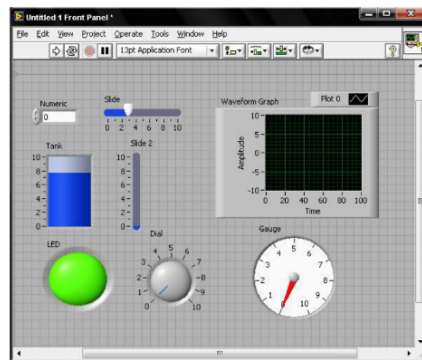 Untitled 1 Front Panel *
File Edit View Project Operate Tools Window Help
13pt Application Font
?
Numeric
0
Slide
0 2 4 6 8 10
Waveform Graph
Plot 0
Amplitude
10
5
0
-5
-10
0 20 40 60 80 100
Time
Tank
10
8
6
4
2
0
Slide 2
10
8
6
4
2
0
LED
Dial
0 1 2 3 4 5 6 7 8 9 10
Gauge
0 1 2 3 4 5 6 7 8 9 10